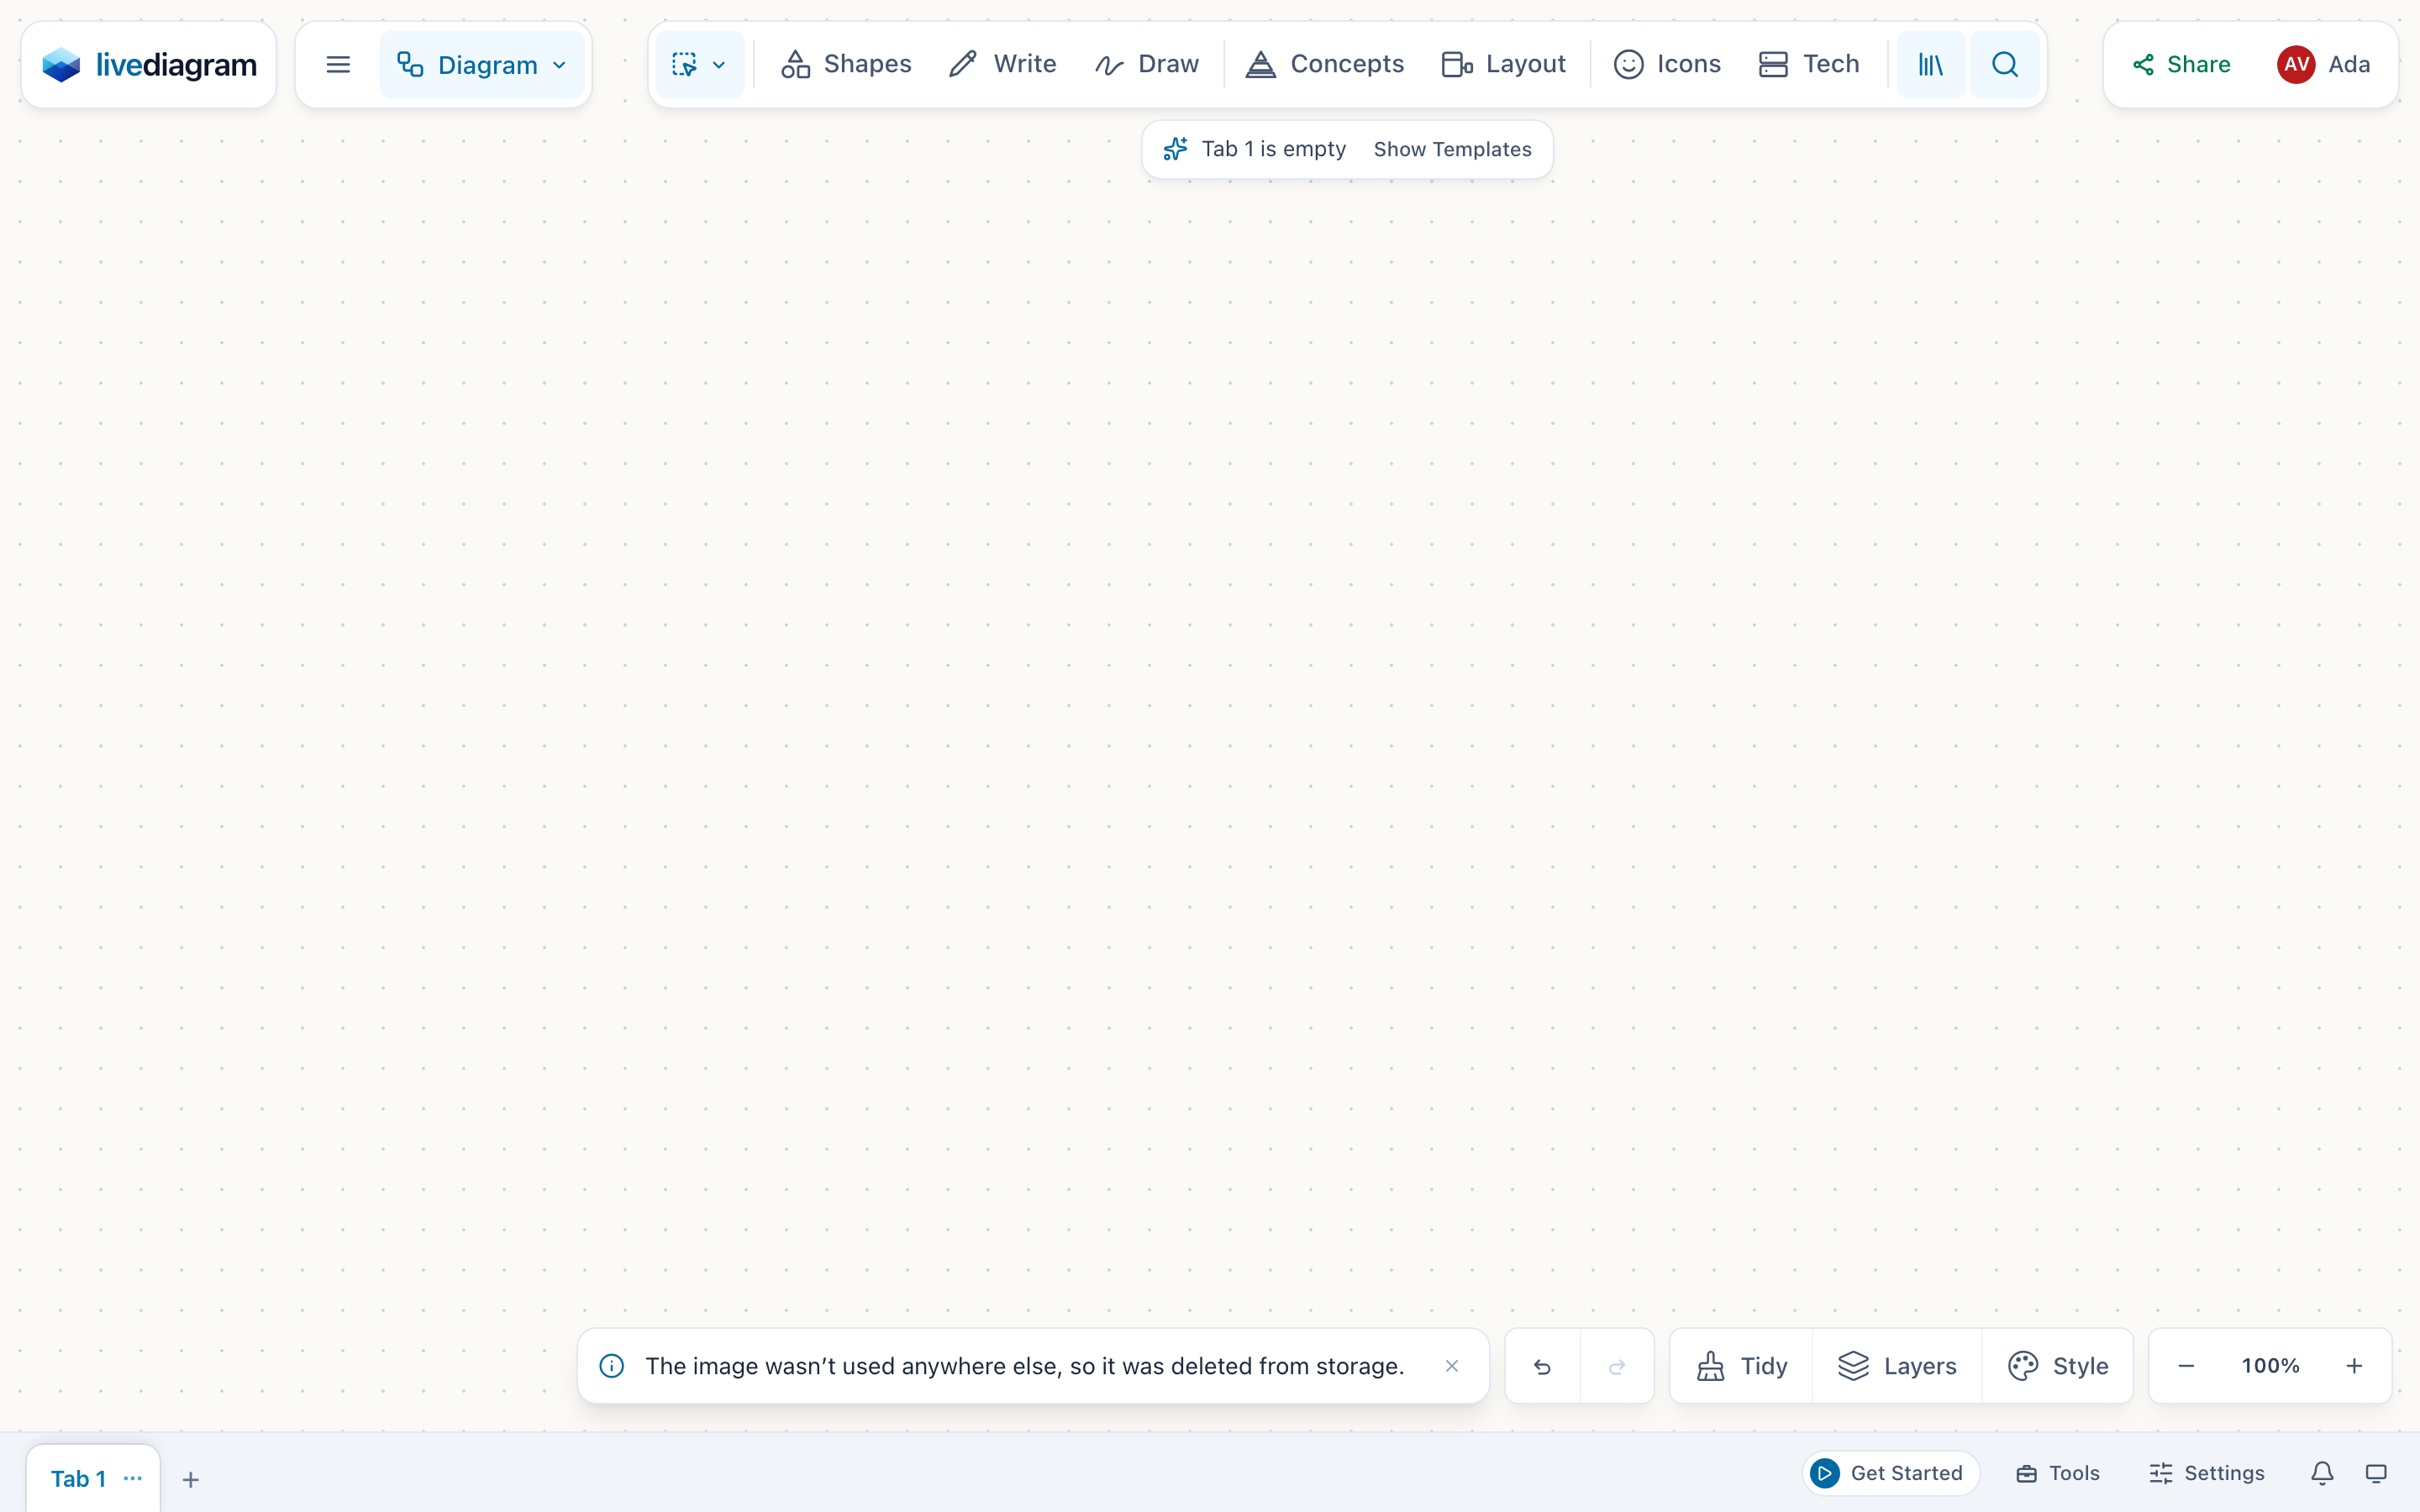 livediagram
Diagram
Shapes
Write
Draw
Concepts
Layout
Icons
Tech
Share
AV
Ada
Tab 1 is empty
Show Templates
The image wasn’t used anywhere else, so it was deleted from storage.
Tidy
Layers
Style
100%
Tab 1
Get Started
Tools
Settings